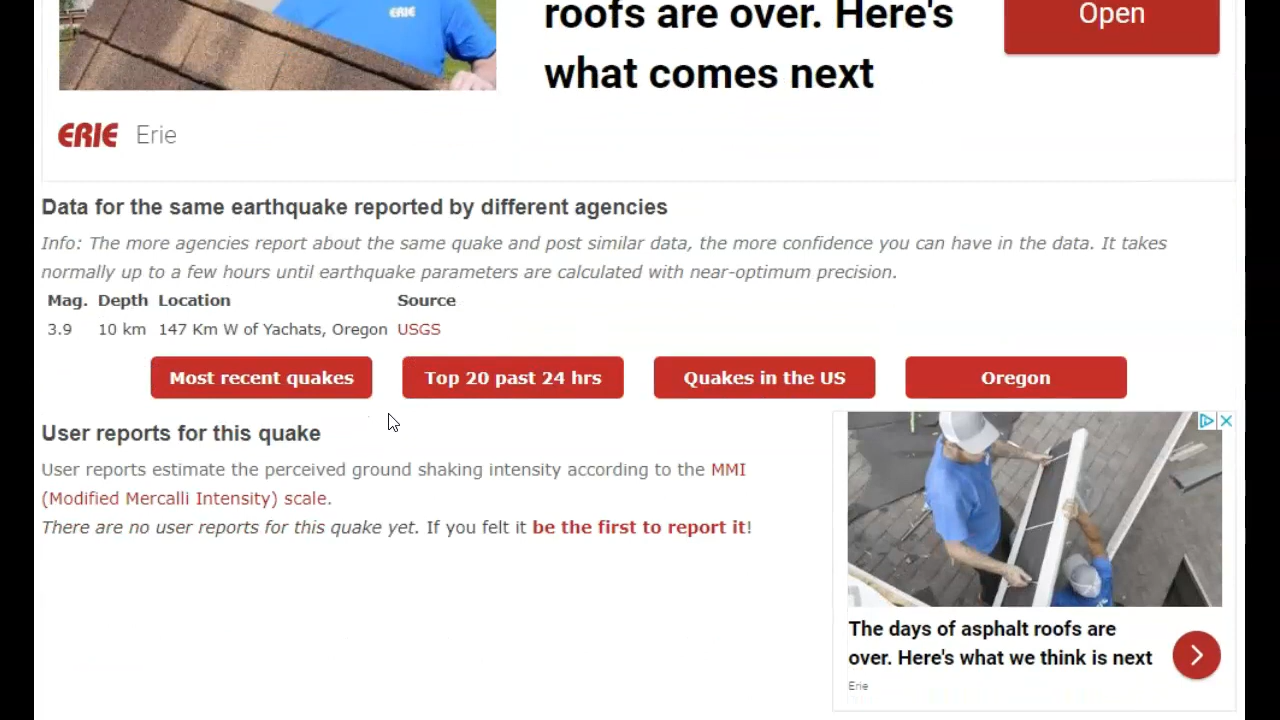 ERIE
roofs are over. Here's
what comes next
Open
ERIE Erie
Data for the same earthquake reported by different agencies
Info: The more agencies report about the same quake and post similar data, the more confidence you can have in the data. It takes
normally up to a few hours until earthquake parameters are calculated with near-optimum precision.
Mag. Depth Location Source
3.9 10 km 147 Km W of Yachats, Oregon USGS
Most recent quakes Top 20 past 24 hrs Quakes in the US Oregon
User reports for this quake
User reports estimate the perceived ground shaking intensity according to the MMI
(Modified Mercalli Intensity) scale.
There are no user reports for this quake yet. If you felt it be the first to report it!
The days of asphalt roofs are
over. Here's what we think is next
Erie